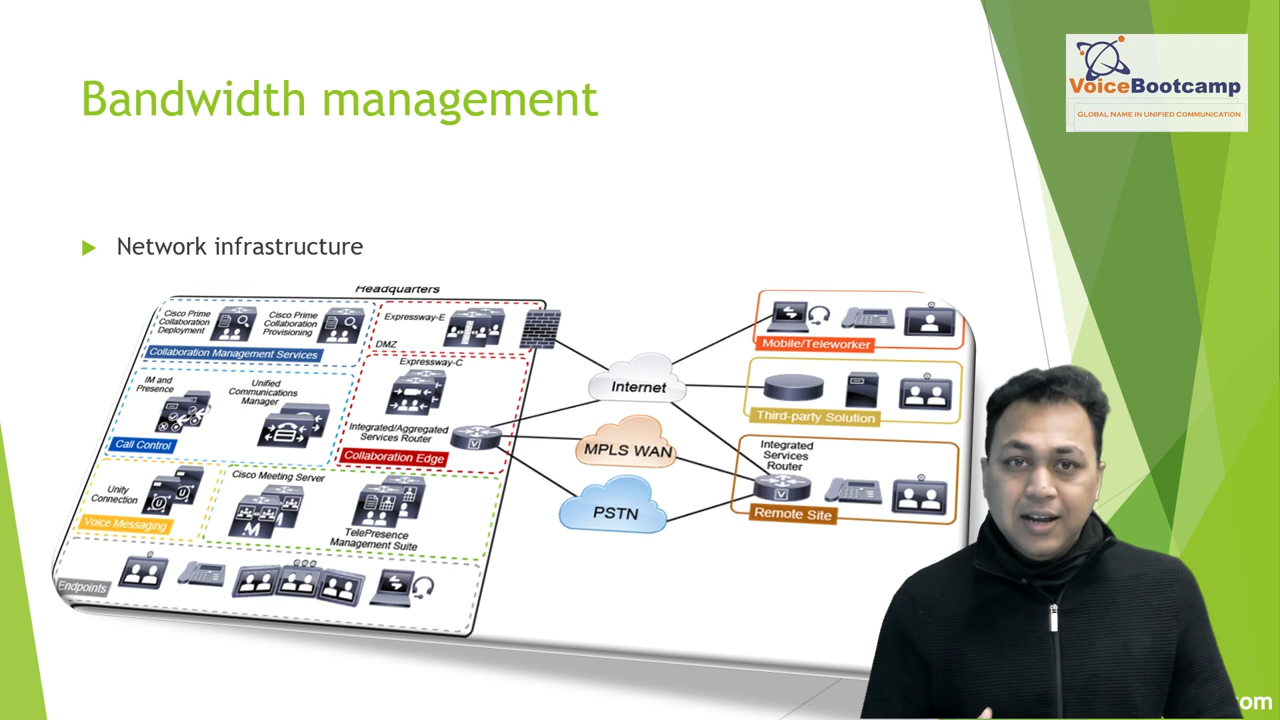 Bandwidth management
VoiceBootcamp
GLOBAL NAME IN UNIFIED COMMUNICATION
Network infrastructure
Headquarters
Cisco Prime
Collaboration
Deployment
Cisco Prime
Collaboration
Provisioning
Collaboration Management Services
Expressway-E
DMZ
IM and
Presence
Unified
Communications
Manager
Call Control
Expressway-C
Integrated/Aggregated
Services Router
V
Collaboration Edge
Unity
Connection
Voice Messaging
Cisco Meeting Server
M
TelePresence
Management Suite
Endpoints
Internet
MPLS WAN
PSTN
Mobile/Teleworker
Third-party Solution
Integrated
Services
Router
V
Remote Site
om